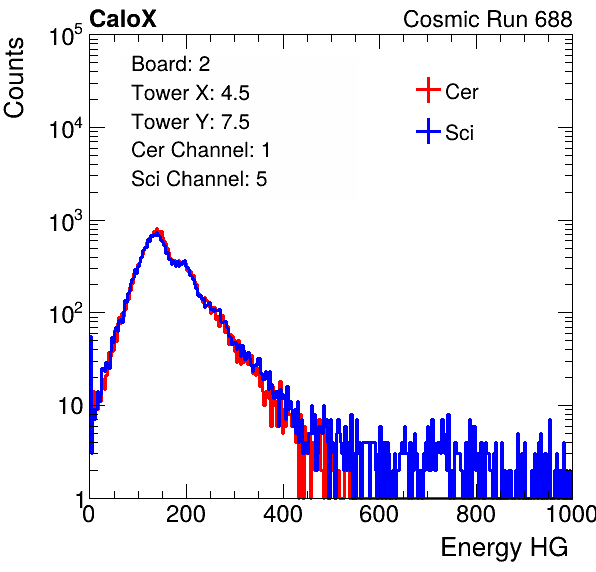 CaloX Cosmic Run 688
Counts
Board: 2
Tower X: 4.5
Tower Y: 7.5
Cer Channel: 1
Sci Channel: 5
Cer
Sci
10^5
10^4
10^3
10^2
10
1
0 200 400 600 800 1000
Energy HG